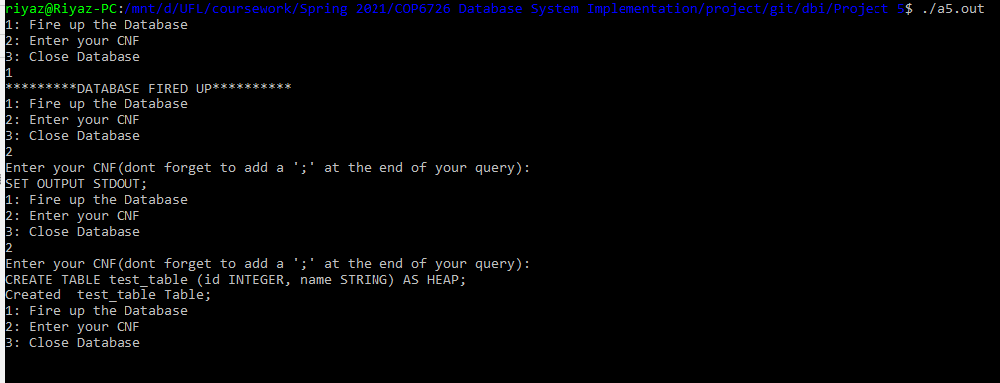 riyaz@Riyaz-PC:/mnt/d/UFL/coursework/Spring 2021/COP6726 Database System Implementation/project/git/dbi/Project 5$ ./a5.out
1: Fire up the Database
2: Enter your CNF
3: Close Database
1
*********DATABASE FIRED UP**********
1: Fire up the Database
2: Enter your CNF
3: Close Database
2
Enter your CNF(dont forget to add a ';' at the end of your query):
SET OUTPUT STDOUT;
1: Fire up the Database
2: Enter your CNF
3: Close Database
2
Enter your CNF(dont forget to add a ';' at the end of your query):
CREATE TABLE test_table (id INTEGER, name STRING) AS HEAP;
Created  test_table Table;
1: Fire up the Database
2: Enter your CNF
3: Close Database